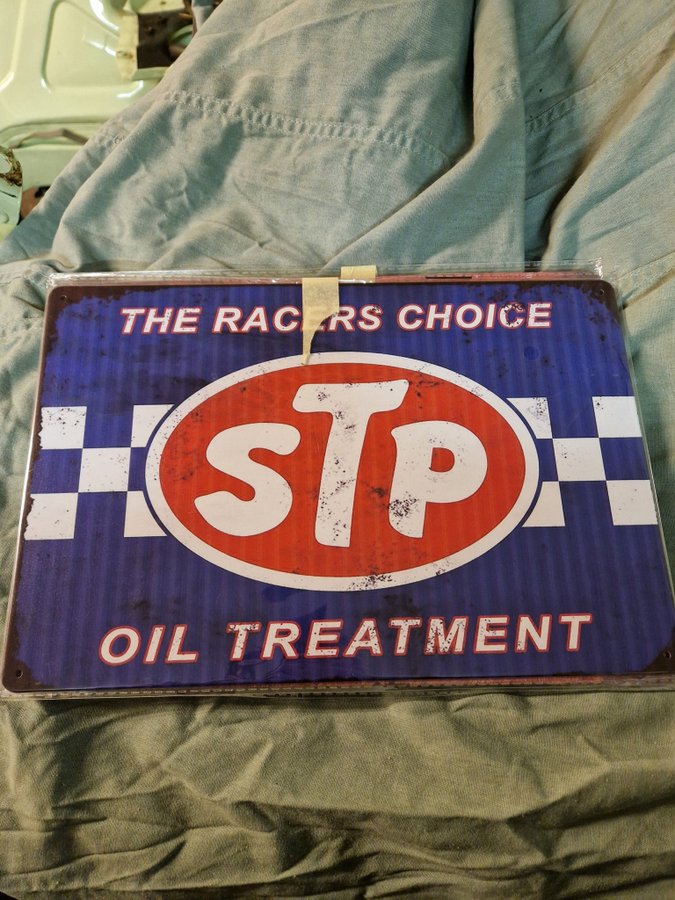 THE RACERS CHOICE
STP
OIL TREATMENT